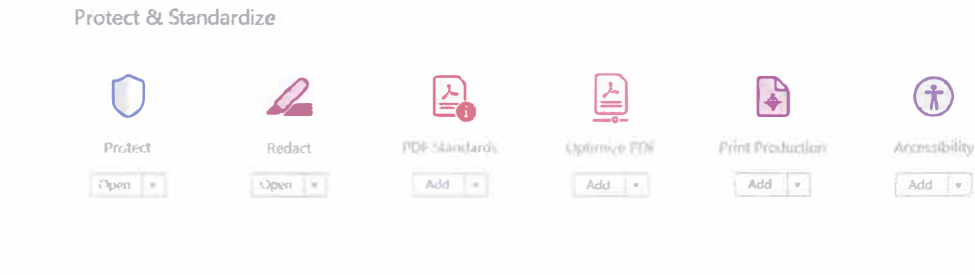 Protect & Standardize
Protect Redact PDF Standards Optimize PDF Print Production Accessibility
Open Open Add Add Add Add